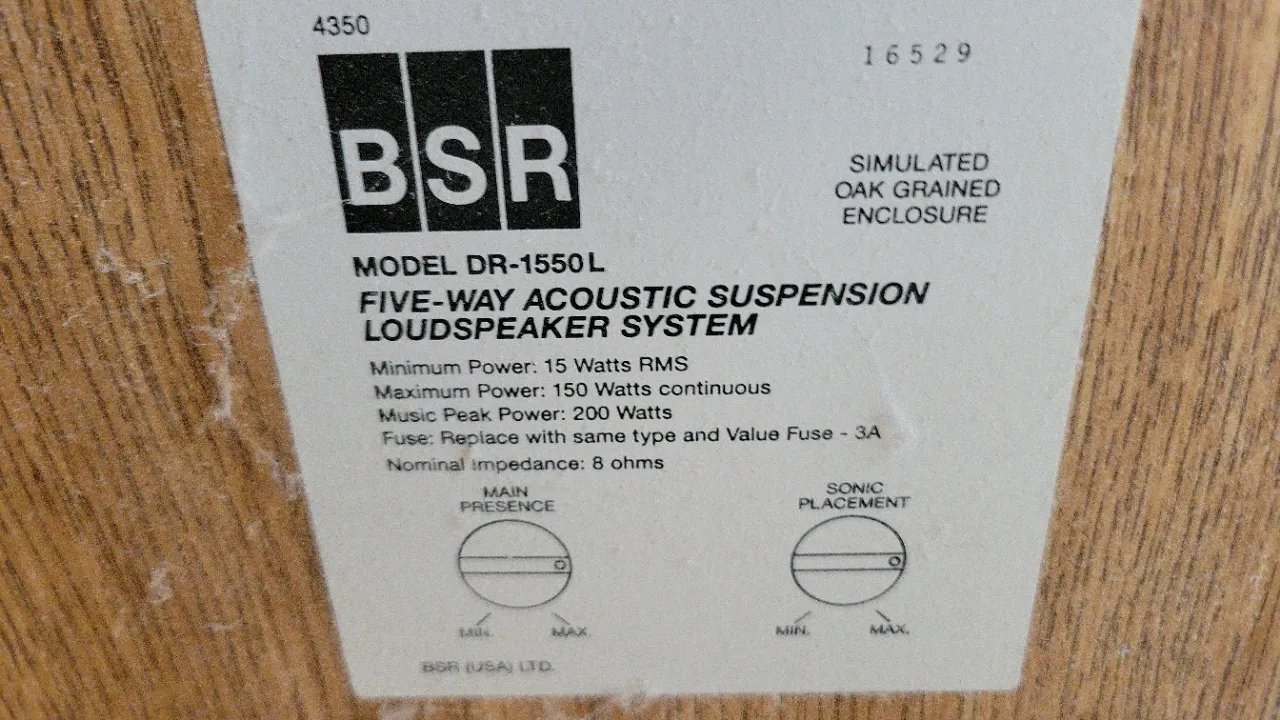 4350
16529
BSR
SIMULATED
OAK GRAINED
ENCLOSURE
MODEL DR-1550L
FIVE-WAY ACOUSTIC SUSPENSION
LOUDSPEAKER SYSTEM
Minimum Power: 15 Watts RMS
Maximum Power: 150 Watts continuous
Music Peak Power: 200 Watts
Fuse: Replace with same type and Value Fuse - 3A
Nominal Impedance: 8 ohms
MAIN
PRESENCE
MIN. MAX.
SONIC
PLACEMENT
MIN. MAX.
BSR (USA) LTD.